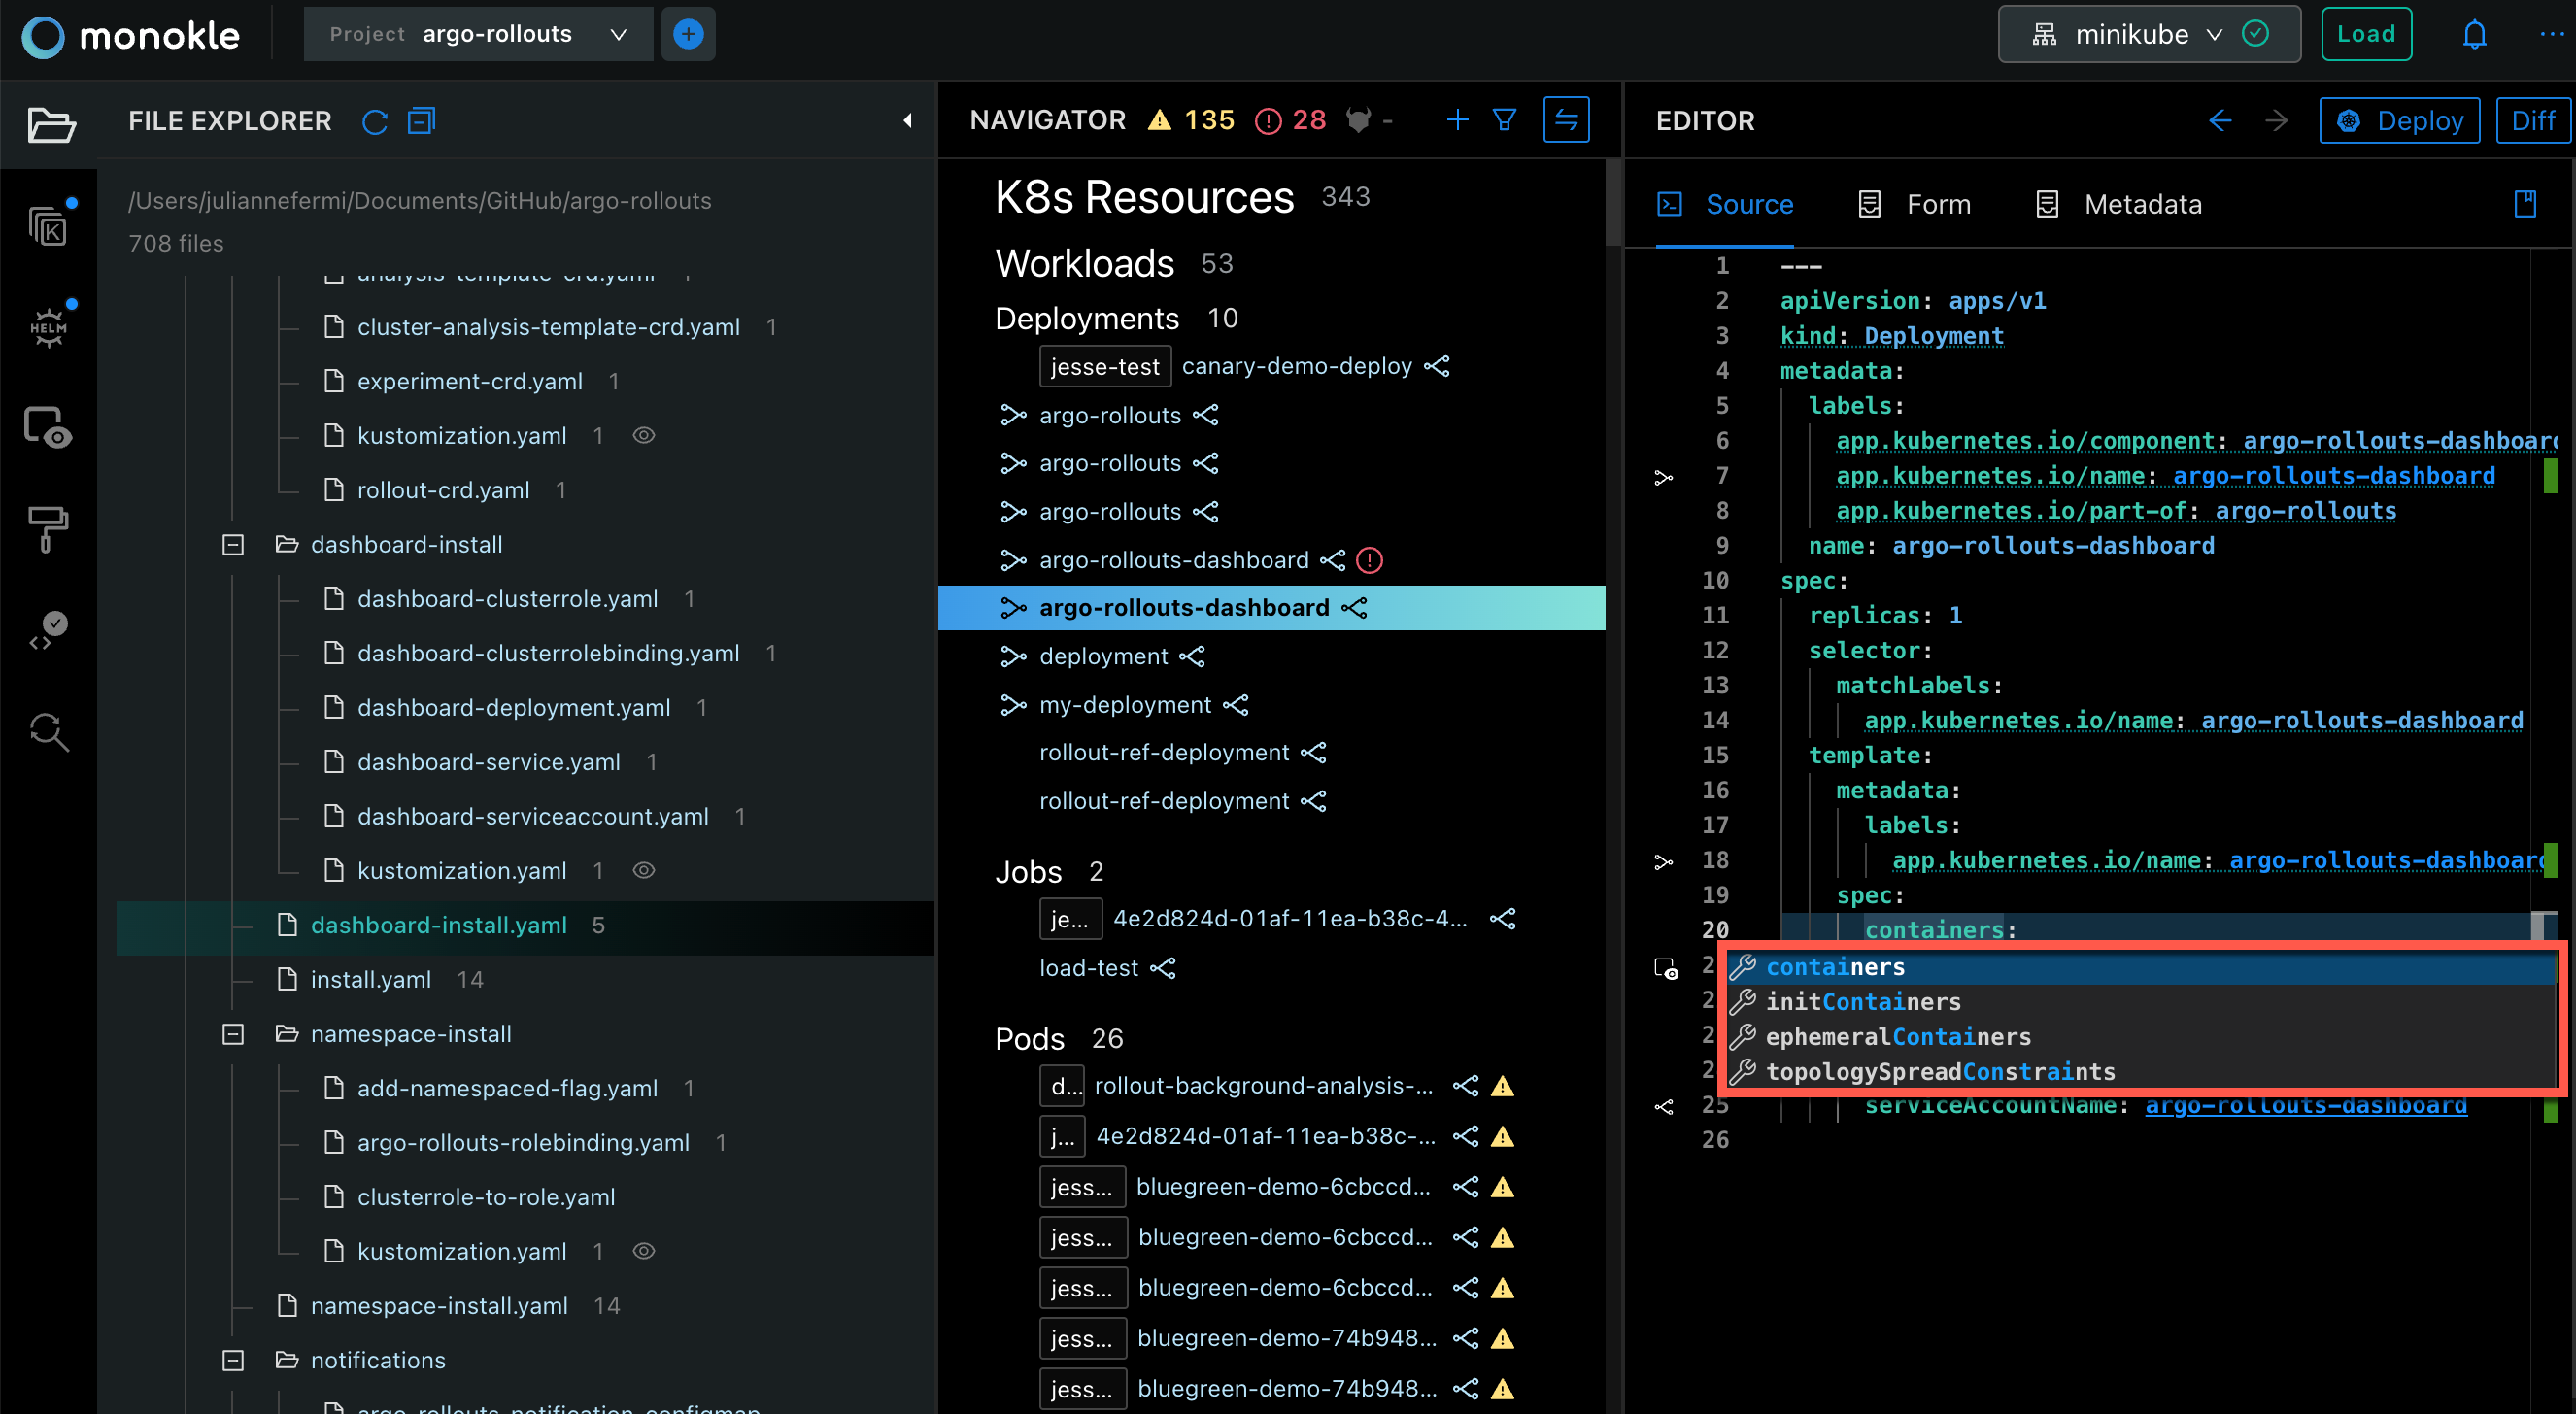 monokle
Project argo-rollouts
minikube
Load
FILE EXPLORER
/Users/juliannefermi/Documents/GitHub/argo-rollouts
708 files
analysis-template-crd.yaml 1
cluster-analysis-template-crd.yaml 1
experiment-crd.yaml 1
kustomization.yaml 1
rollout-crd.yaml 1
dashboard-install
dashboard-clusterrole.yaml 1
dashboard-clusterrolebinding.yaml 1
dashboard-deployment.yaml 1
dashboard-service.yaml 1
dashboard-serviceaccount.yaml 1
kustomization.yaml 1
dashboard-install.yaml 5
install.yaml 14
namespace-install
add-namespaced-flag.yaml 1
argo-rollouts-rolebinding.yaml 1
clusterrole-to-role.yaml
kustomization.yaml 1
namespace-install.yaml 14
notifications
argo-rollouts-notification-configmap
K
HELM
NAVIGATOR 135 28 -
K8s Resources 343
Workloads 53
Deployments 10
jesse-test canary-demo-deploy
argo-rollouts
argo-rollouts
argo-rollouts
argo-rollouts-dashboard
argo-rollouts-dashboard
deployment
my-deployment
rollout-ref-deployment
rollout-ref-deployment
Jobs 2
je... 4e2d824d-01af-11ea-b38c-4...
load-test
Pods 26
d... rollout-background-analysis-...
j... 4e2d824d-01af-11ea-b38c-...
jess... bluegreen-demo-6cbccd...
jess... bluegreen-demo-6cbccd...
jess... bluegreen-demo-6cbccd...
jess... bluegreen-demo-74b948...
jess... bluegreen-demo-74b948...
EDITOR
Deploy
Diff
Source Form Metadata
1 ---
2 apiVersion: apps/v1
3 kind: Deployment
4 metadata:
5 labels:
6 app.kubernetes.io/component: argo-rollouts-dashboard
7 app.kubernetes.io/name: argo-rollouts-dashboard
8 app.kubernetes.io/part-of: argo-rollouts
9 name: argo-rollouts-dashboard
10 spec:
11 replicas: 1
12 selector:
13 matchLabels:
14 app.kubernetes.io/name: argo-rollouts-dashboard
15 template:
16 metadata:
17 labels:
18 app.kubernetes.io/name: argo-rollouts-dashboard
19 spec:
20 containers:
2 containers
2 initContainers
2 ephemeralContainers
2 topologySpreadConstraints
25 serviceAccountName: argo-rollouts-dashboard
26